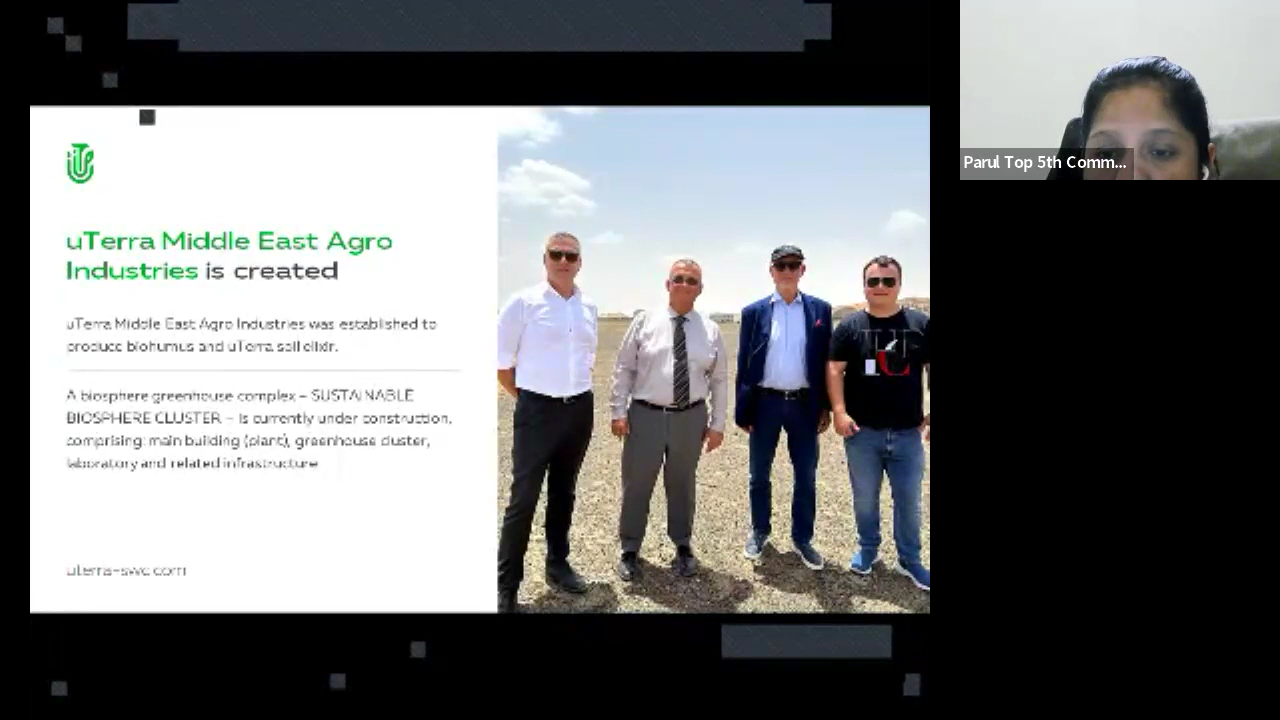 uTerra Middle East Agro
Industries is created
uTerra Middle East Agro Industries was established to
produce biohumus and uTerra soil elixir.
A biosphere greenhouse complex – SUSTAINABLE
BIOSPHERE CLUSTER – is currently under construction,
comprising: main building (plant), greenhouse cluster,
laboratory and related infrastructure
uterra-swc.com
Parul Top 5th Comm...